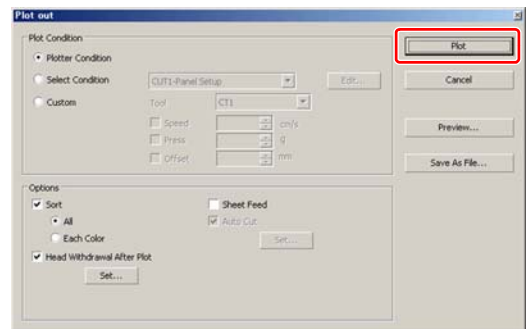 Plot out
Plot Condition
Plotter Condition
Select Condition
CUT1-Panel Setup
Edit...
Custom
Tool
CT1
Speed
cm/s
Press
g
Offset
mm
Plot
Cancel
Preview...
Save As File...
Options
Sort
Sheet Feed
All
Auto Cut
Each Color
Set...
Head Withdrawal After Plot
Set...